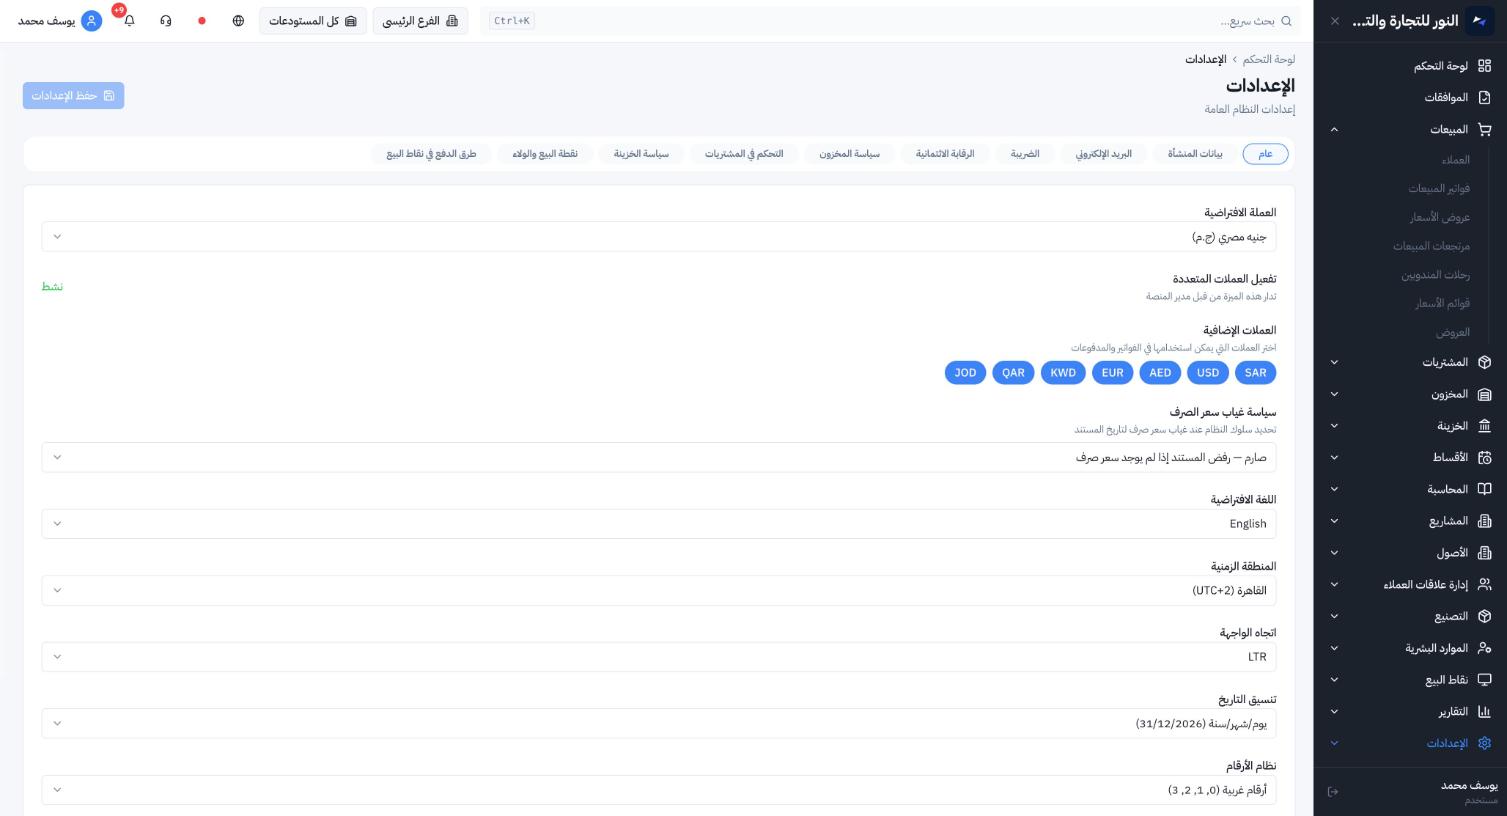 النور للتجارة والتـ...
لوحة التحكم
الموافقات
المبيعات
العملاء
فواتير المبيعات
عروض الأسعار
مرتجعات المبيعات
رحلات المندوبين
قوائم الأسعار
العروض
المشتريات
المخزون
الخزينة
الأقساط
المحاسبة
المشاريع
الأصول
إدارة علاقات العملاء
التصنيع
الموارد البشرية
نقاط البيع
التقارير
الإعدادات
يوسف محمد
مستخدم
بحث سريع...
Ctrl+K
الفرع الرئيسي
كل المستودعات
+9
يوسف محمد
لوحة التحكم
الإعدادات
الإعدادات
إعدادات النظام العامة
حفظ الإعدادات
عام
بيانات المنشأة
البريد الإلكتروني
الضريبة
الرقابة الائتمانية
سياسة المخزون
التحكم في المشتريات
سياسة الخزينة
نقطة البيع والولاء
طرق الدفع في نقاط البيع
العملة الافتراضية
جنيه مصري (ج.م)
تفعيل العملات المتعددة
نشط
تدار هذه الميزة من قبل مدير المنصة
العملات الإضافية
اختر العملات التي يمكن استخدامها في الفواتير والمدفوعات
SAR
USD
AED
EUR
KWD
QAR
JOD
سياسة غياب سعر الصرف
تحديد سلوك النظام عند غياب سعر صرف لتاريخ المستند
صارم — رفض المستند إذا لم يوجد سعر صرف
اللغة الافتراضية
English
المنطقة الزمنية
القاهرة (UTC+2)
اتجاه الواجهة
LTR
تنسيق التاريخ
يوم/شهر/سنة (31/12/2026)
نظام الأرقام
أرقام غربية (0, 1, 2, 3)